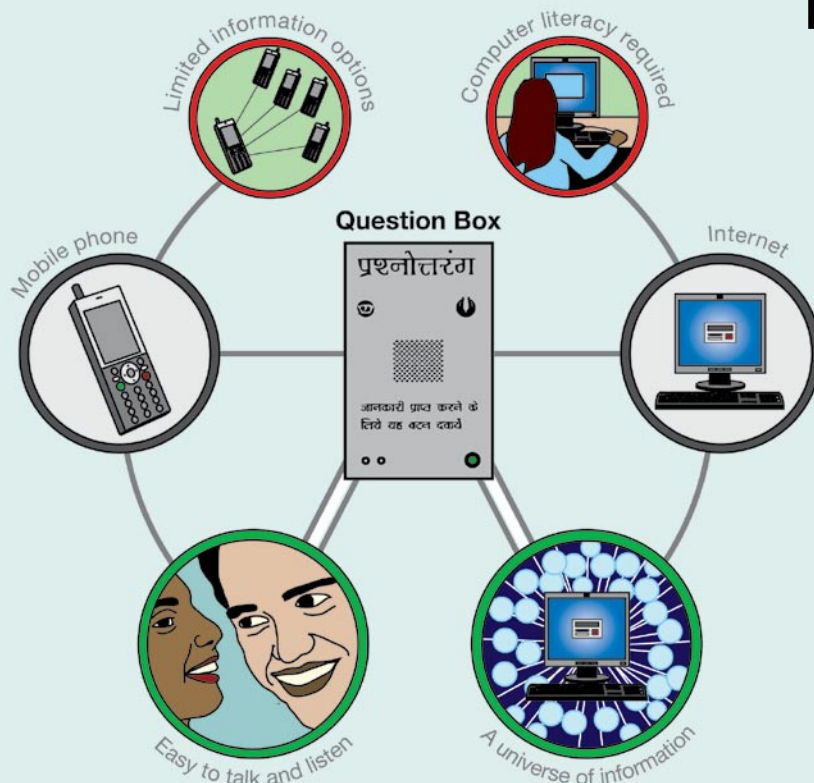 Limited information options
Computer literacy required
Question Box
Mobile phone
Internet
प्रश्नोत्तरंग
जानकारी प्राप्त करने के
लिये यह बटन दबायें
Easy to talk and listen
A universe of information